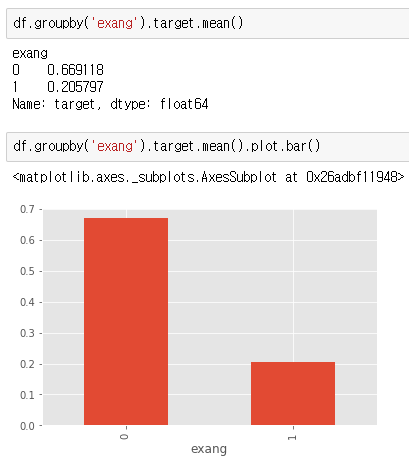 df.groupby('exang').target.mean()
exang
0    0.669118
1    0.205797
Name: target, dtype: float64
df.groupby('exang').target.mean().plot.bar()
<matplotlib.axes._subplots.AxesSubplot at 0x26adbf11948>
0.7
0.6
0.5
0.4
0.3
0.2
0.1
0.0
0
1
exang